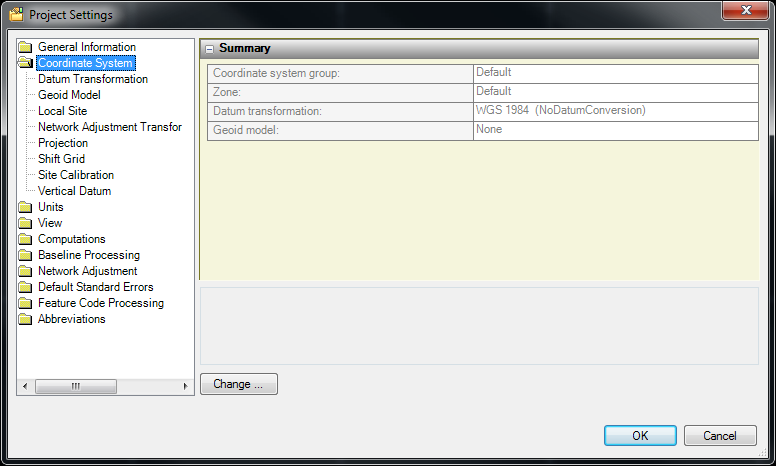 Project Settings
General Information
Coordinate System
Datum Transformation
Geoid Model
Local Site
Network Adjustment Transfor
Projection
Shift Grid
Site Calibration
Vertical Datum
Units
View
Computations
Baseline Processing
Network Adjustment
Default Standard Errors
Feature Code Processing
Abbreviations
Summary
Coordinate system group: Default
Zone: Default
Datum transformation: WGS 1984 (NoDatumConversion)
Geoid model: None
Change ...
OK Cancel